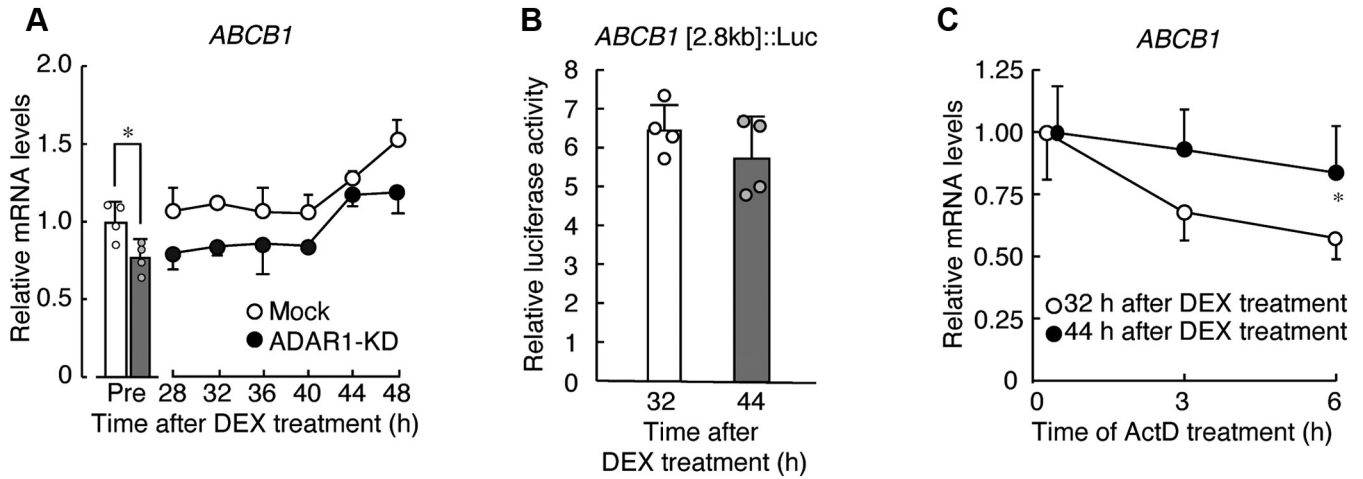 A
ABCB1
Relative mRNA levels
2.0
1.5
1.0
0.5
0
*
Mock
ADAR1-KD
Pre 28 32 36 40 44 48
Time after DEX treatment (h)
B
ABCB1 [2.8kb]::Luc
Relative luciferase activity
8
7
6
5
4
3
2
1
0
32 44
Time after
DEX treatment (h)
C
ABCB1
Relative mRNA levels
1.25
1.00
0.75
0.50
0.25
0
*
32 h after DEX treatment
44 h after DEX treatment
0 3 6
Time of ActD treatment (h)